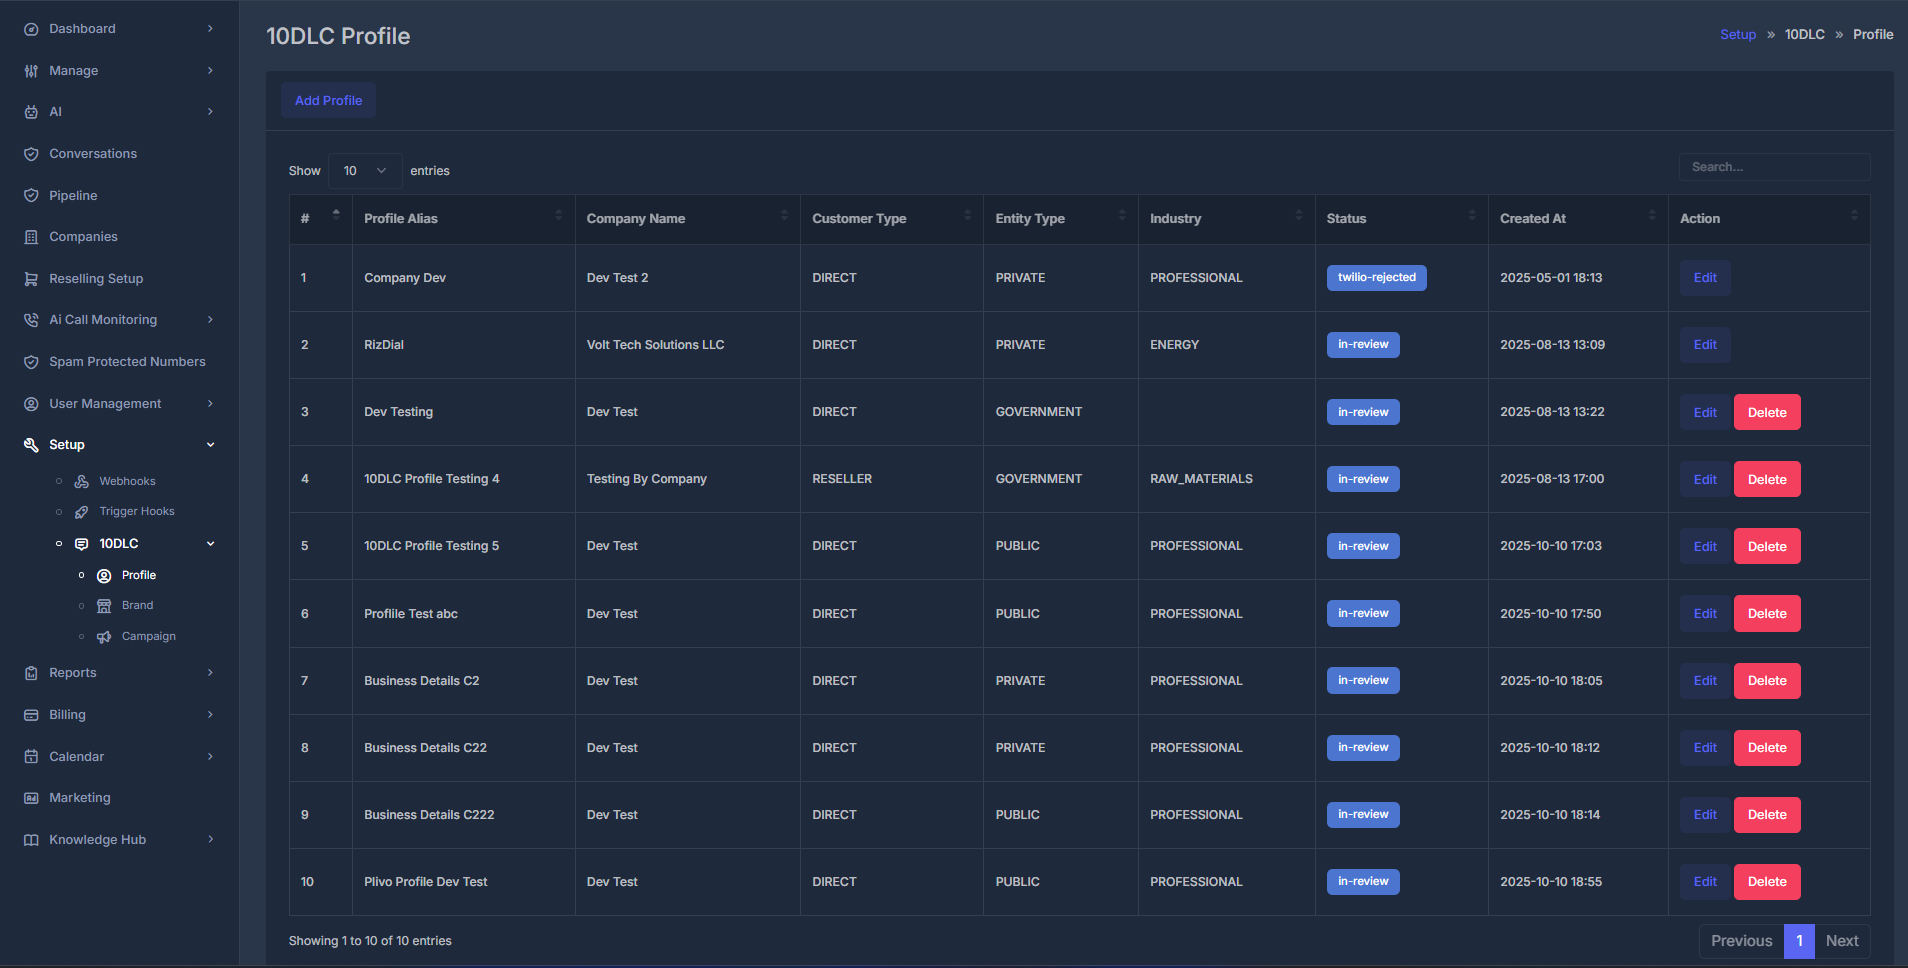 Dashboard
Manage
AI
Conversations
Pipeline
Companies
Reselling Setup
Ai Call Monitoring
Spam Protected Numbers
User Management
Setup
Webhooks
Trigger Hooks
10DLC
Profile
Brand
Campaign
Reports
Billing
Calendar
Marketing
Knowledge Hub
10DLC Profile
Setup » 10DLC » Profile
Add Profile
Show 10 entries
Search...
# Profile Alias Company Name Customer Type Entity Type Industry Status Created At Action
1 Company Dev Dev Test 2 DIRECT PRIVATE PROFESSIONAL twilio-rejected 2025-05-01 18:13 Edit
2 RizDial Volt Tech Solutions LLC DIRECT PRIVATE ENERGY in-review 2025-08-13 13:09 Edit
3 Dev Testing Dev Test DIRECT GOVERNMENT in-review 2025-08-13 13:22 Edit Delete
4 10DLC Profile Testing 4 Testing By Company RESELLER GOVERNMENT RAW_MATERIALS in-review 2025-08-13 17:00 Edit Delete
5 10DLC Profile Testing 5 Dev Test DIRECT PUBLIC PROFESSIONAL in-review 2025-10-10 17:03 Edit Delete
6 Proflile Test abc Dev Test DIRECT PUBLIC PROFESSIONAL in-review 2025-10-10 17:50 Edit Delete
7 Business Details C2 Dev Test DIRECT PRIVATE PROFESSIONAL in-review 2025-10-10 18:05 Edit Delete
8 Business Details C22 Dev Test DIRECT PRIVATE PROFESSIONAL in-review 2025-10-10 18:12 Edit Delete
9 Business Details C222 Dev Test DIRECT PUBLIC PROFESSIONAL in-review 2025-10-10 18:14 Edit Delete
10 Plivo Profile Dev Test Dev Test DIRECT PUBLIC PROFESSIONAL in-review 2025-10-10 18:55 Edit Delete
Showing 1 to 10 of 10 entries
Previous 1 Next